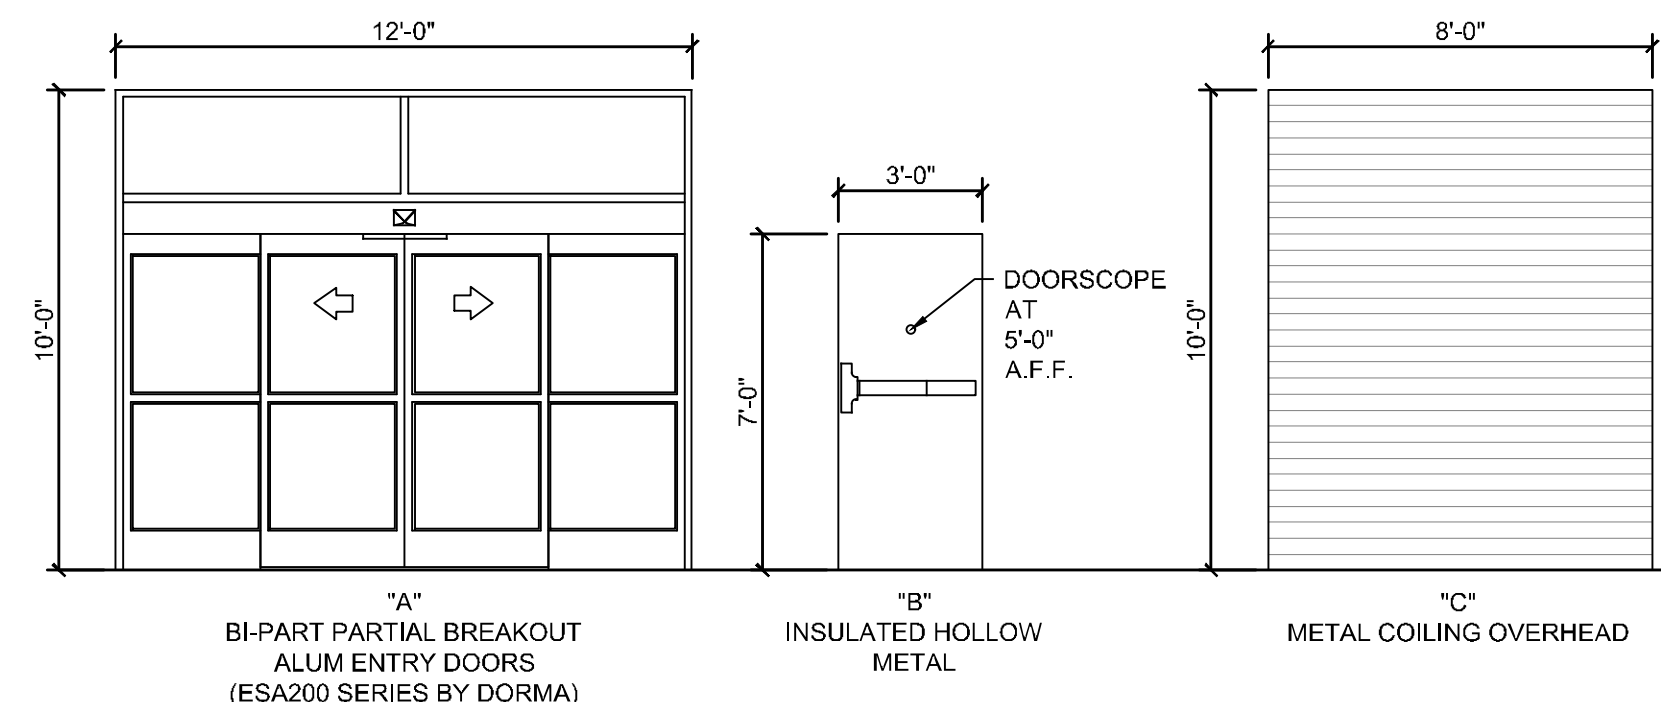 12'-0"
8'-0"
3'-0"
10'-0"
7'-0"
10'-0"
DOORSCOPE
AT
5'-0"
A.F.F.
"A"
BI-PART PARTIAL BREAKOUT
ALUM ENTRY DOORS
(ESA200 SERIES BY DORMA)
"B"
INSULATED HOLLOW
METAL
"C"
METAL COILING OVERHEAD